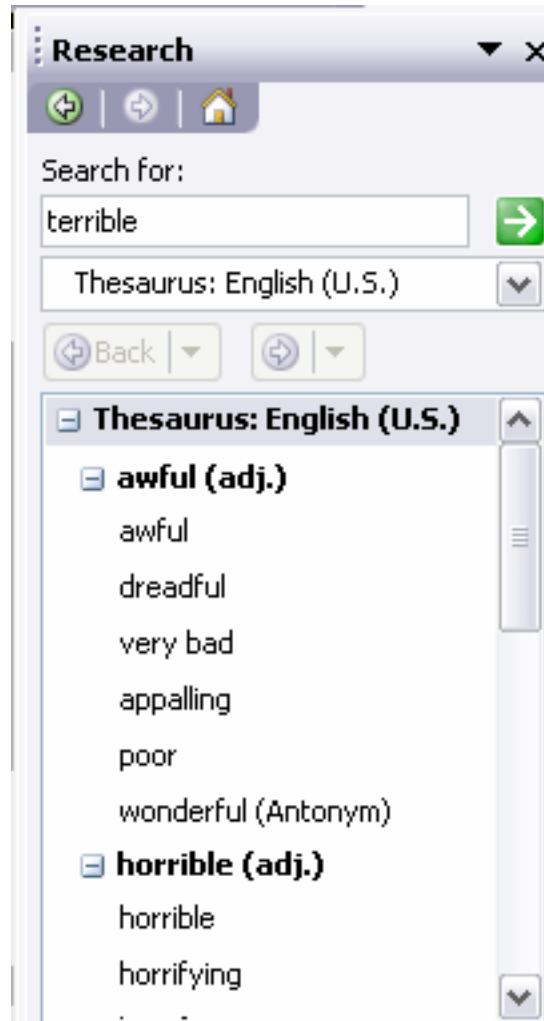 Research
Search for:
terrible
Thesaurus: English (U.S.)
Back
Thesaurus: English (U.S.)
awful (adj.)
awful
dreadful
very bad
appalling
poor
wonderful (Antonym)
horrible (adj.)
horrible
horrifying